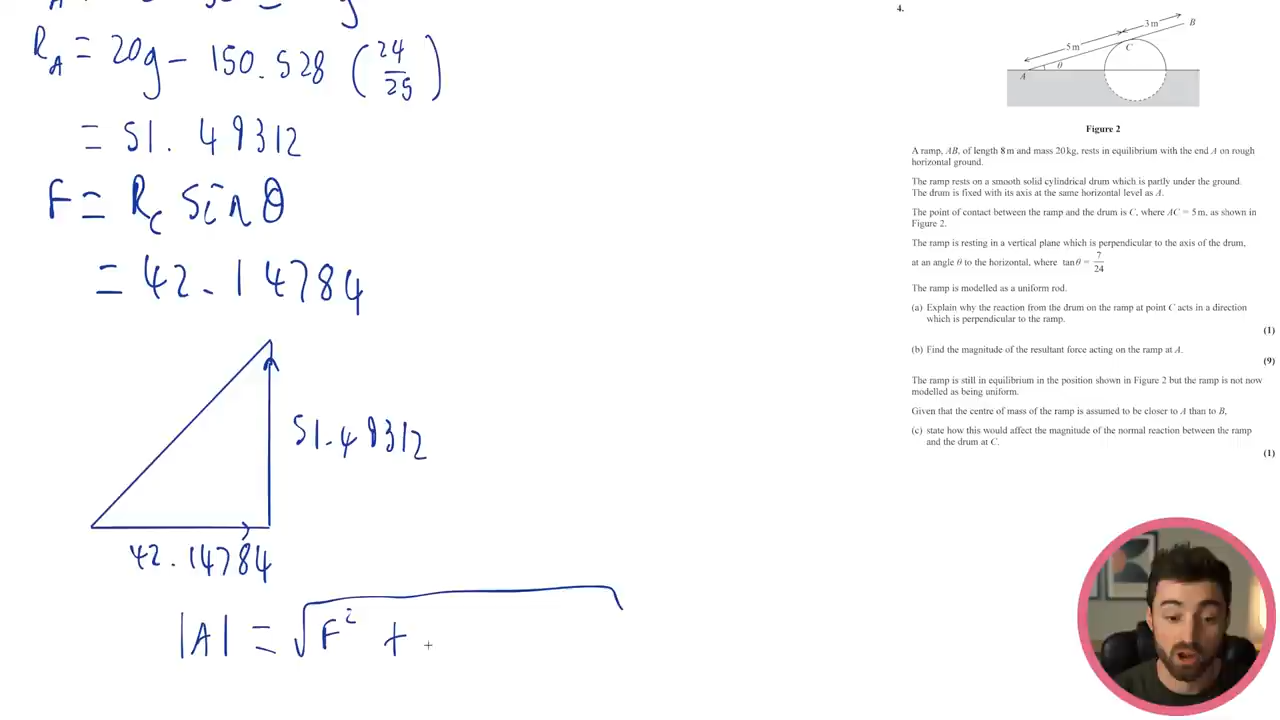 R_A = 20g - 150.528 (24/25)
= 51.49312
F = R_C sin θ
= 42.14784
51.49312
42.14784
|A| = √F² +
4.
3 m
B
5 m
C
θ
A
Figure 2
A ramp, AB, of length 8 m and mass 20 kg, rests in equilibrium with the end A on rough
horizontal ground.
The ramp rests on a smooth solid cylindrical drum which is partly under the ground.
The drum is fixed with its axis at the same horizontal level as A.
The point of contact between the ramp and the drum is C, where AC = 5 m, as shown in
Figure 2.
The ramp is resting in a vertical plane which is perpendicular to the axis of the drum,
at an angle θ to the horizontal, where tan θ = 7/24
The ramp is modelled as a uniform rod.
(a) Explain why the reaction from the drum on the ramp at point C acts in a direction
which is perpendicular to the ramp.
(1)
(b) Find the magnitude of the resultant force acting on the ramp at A.
(9)
The ramp is still in equilibrium in the position shown in Figure 2 but the ramp is not now
modelled as being uniform.
Given that the centre of mass of the ramp is assumed to be closer to A than to B,
(c) state how this would affect the magnitude of the normal reaction between the ramp
and the drum at C.
(1)